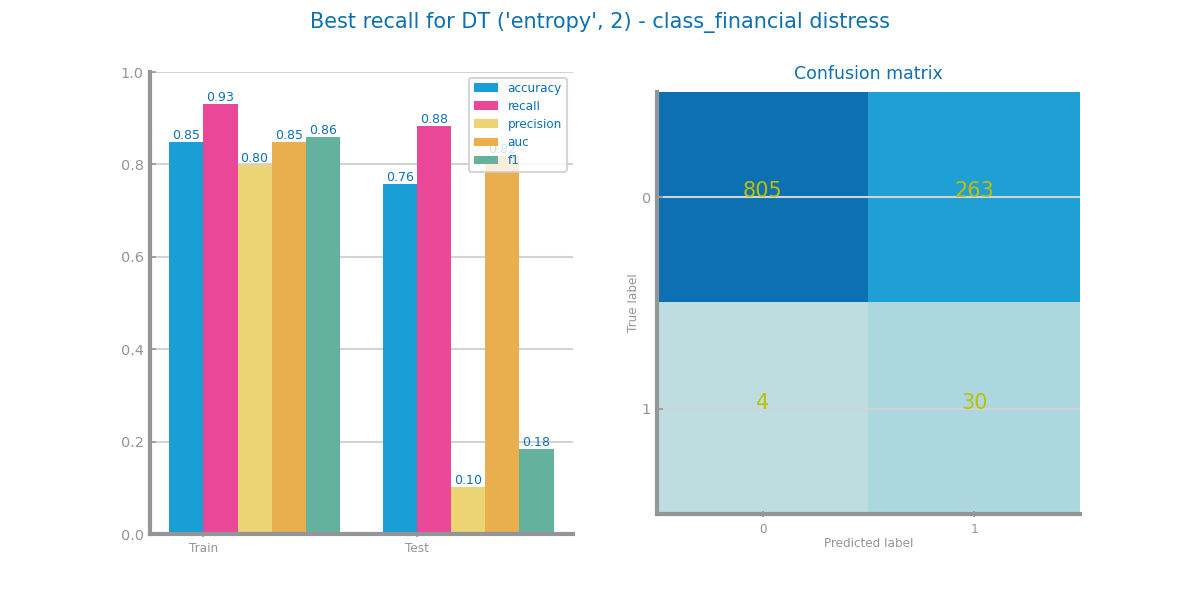 Best recall for DT ('entropy', 2) - class_financial distress
1.0
0.8
0.6
0.4
0.2
0.0
0.85
0.93
0.80
0.85
0.86
0.76
0.88
0.10
0.82
0.18
accuracy
recall
precision
auc
f1
Train
Test
Confusion matrix
True label
0
1
805
263
4
30
0
1
Predicted label